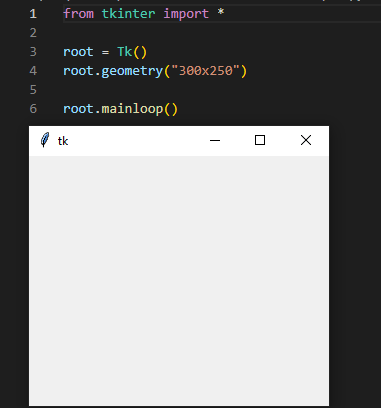 1 from tkinter import *
2
3 root = Tk()
4 root.geometry("300x250")
5
6 root.mainloop()
tk